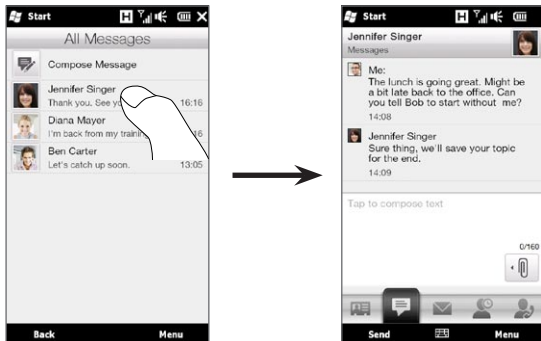 Start
All Messages
Compose Message
Jennifer Singer
Thank you. See 16:16
Diana Mayer
I'm back from my 16
Ben Carter
Let's catch up soon. 13:05
Back Menu
Start
Jennifer Singer
Messages
Me:
The lunch is going great. Might be
a bit late back to the office. Can
you tell Bob to start without me?
14:08
Jennifer Singer
Sure thing, we'll save your topic
for the end.
14:09
Tap to compose text
0/160
Send Menu